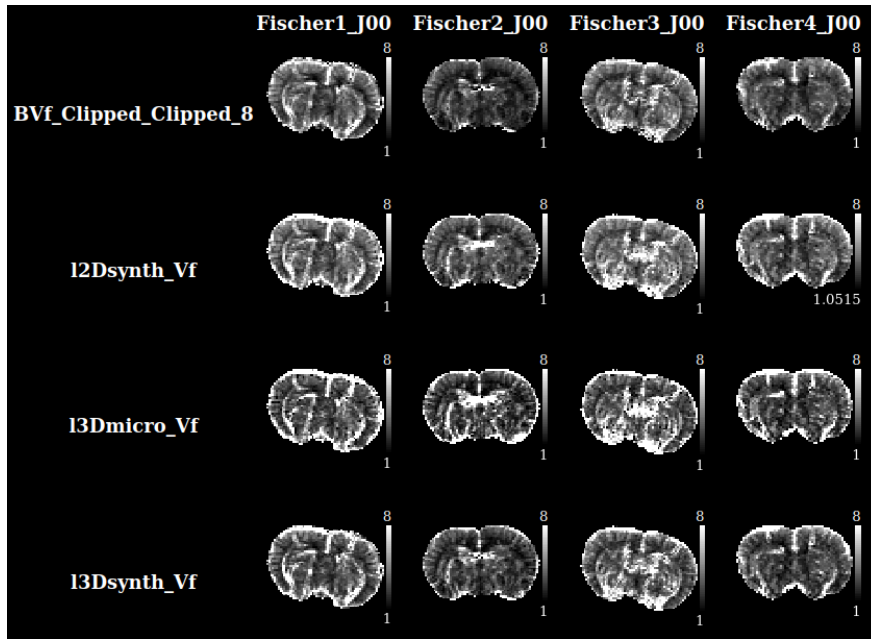 Fischer1_J00 Fischer2_J00 Fischer3_J00 Fischer4_J00
8 8 8 8
BVf_Clipped_Clipped_8
1 1 1 1
8 8 8 8
l2Dsynth_Vf
1 1 1 1.0515
8 8 8 8
l3Dmicro_Vf
1 1 1 1
8 8 8 8
l3Dsynth_Vf
1 1 1 1